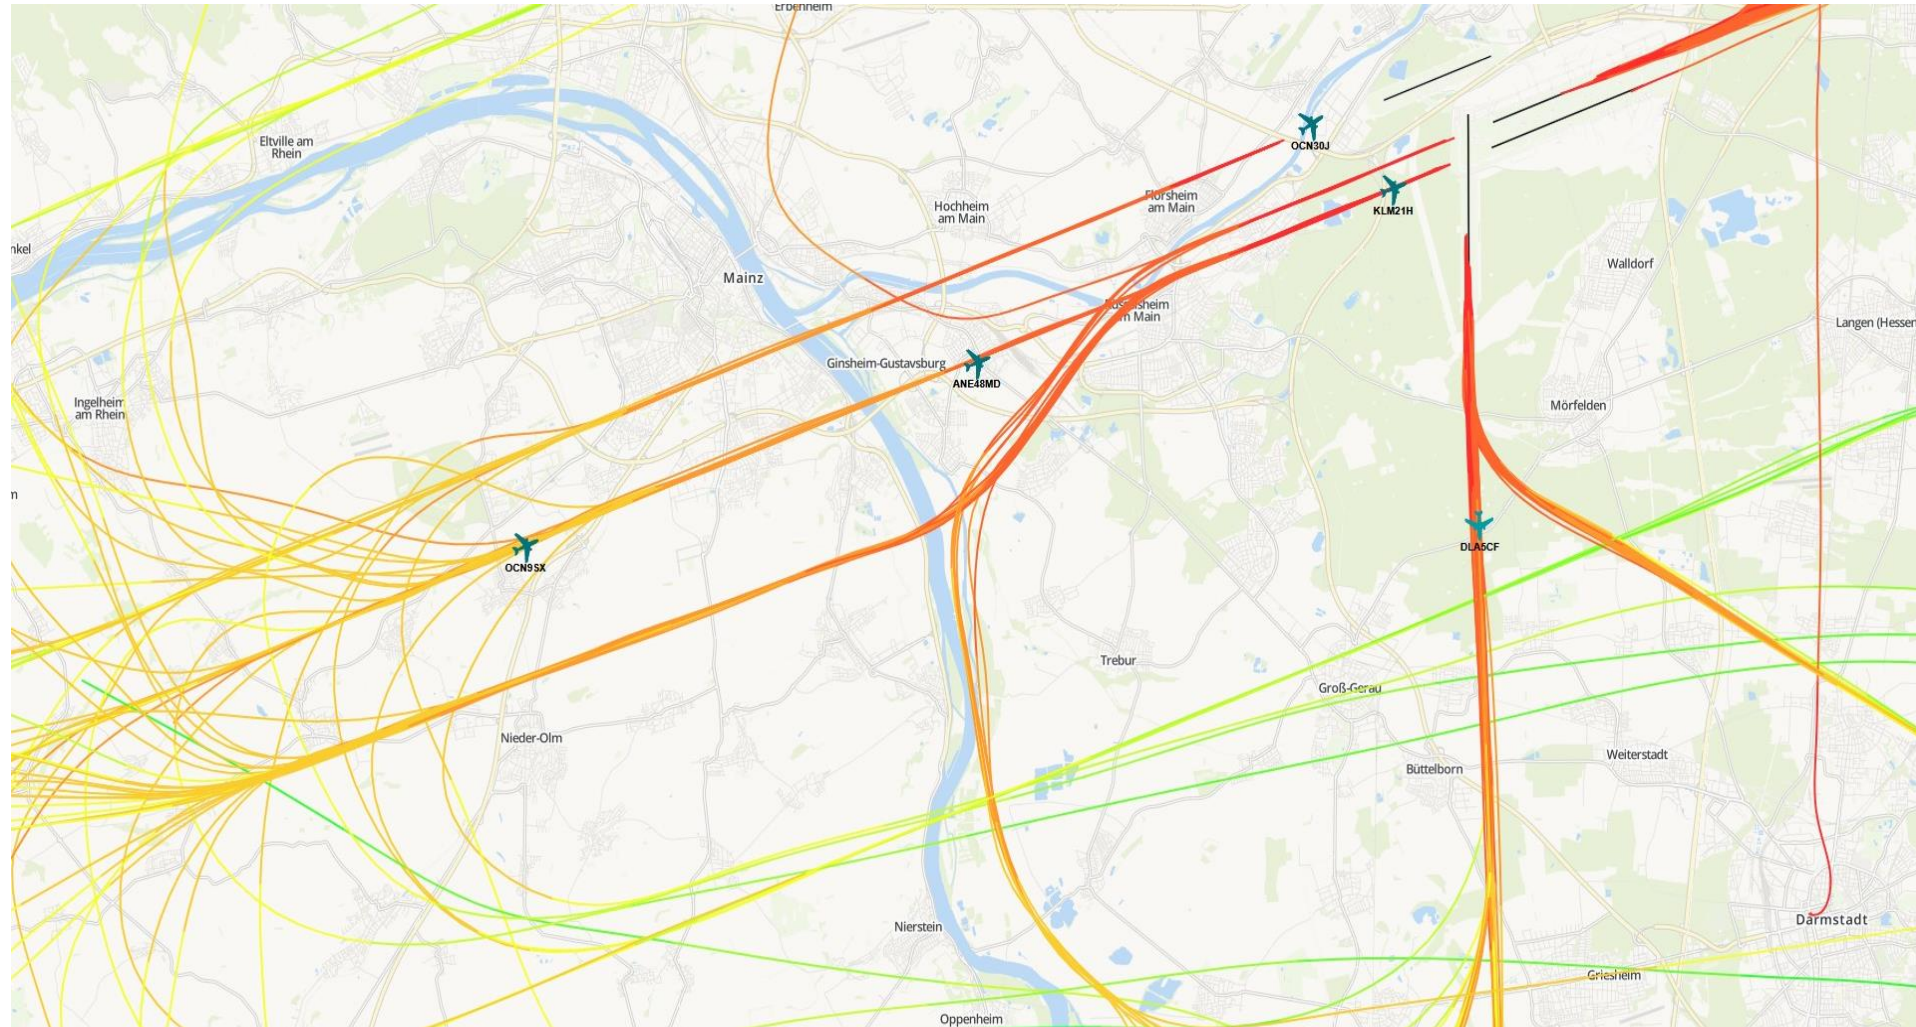 Erbenheim
Eltville am
Rhein
OCN30J
Flörsheim
am Main
Hochheim
am Main
KLM21H
nkel
Walldorf
Mainz
Rüsselsheim
am Main
Langen (Hessen
Ginsheim-Gustavsburg
ANE48MD
Ingelheim
am Rhein
Mörfelden
m
DLA5CF
OCN9SX
Trebur
Groß-Gerau
Nieder-Olm
Weiterstadt
Büttelborn
Nierstein
Darmstadt
Griesheim
Oppenheim